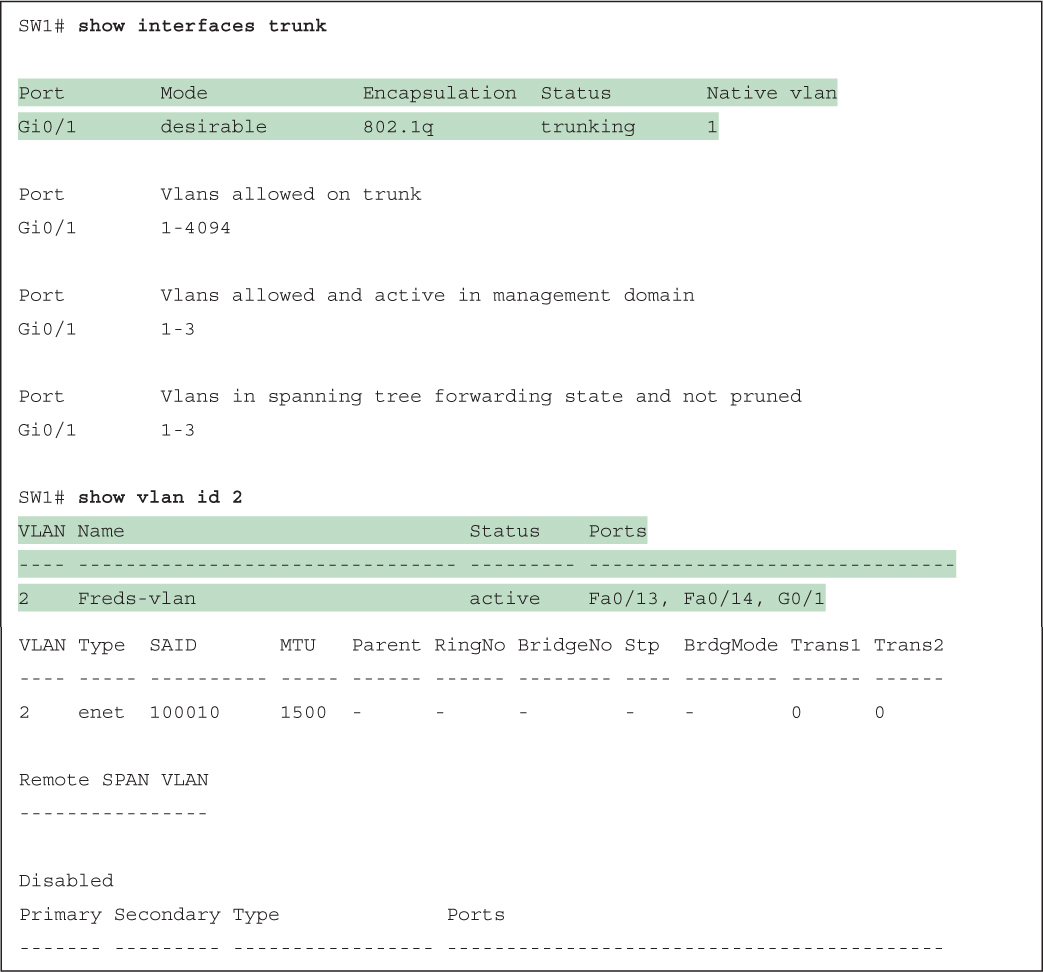 SW1# show interfaces trunk
Port Mode Encapsulation Status Native vlan
Gi0/1 desirable 802.1q trunking 1
Port Vlans allowed on trunk
Gi0/1 1-4094
Port Vlans allowed and active in management domain
Gi0/1 1-3
Port Vlans in spanning tree forwarding state and not pruned
Gi0/1 1-3
SW1# show vlan id 2
VLAN Name Status Ports
---- -------------------------------- --------- -------------------------------
2 Freds-vlan active Fa0/13, Fa0/14, G0/1
VLAN Type SAID MTU Parent RingNo BridgeNo Stp BrdgMode Trans1 Trans2
---- ----- ---------- ----- ------ ------ -------- ---- -------- ------ ------
2 enet 100010 1500 - - - - - 0 0
Remote SPAN VLAN
----------------
Disabled
Primary Secondary Type Ports
------- --------- ----------------- ------------------------------------------